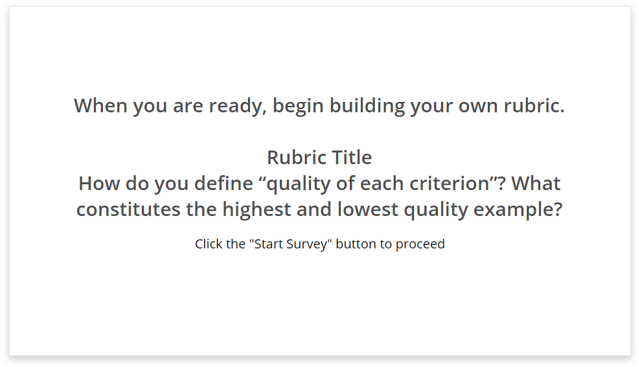 When you are ready, begin building your own rubric.
Rubric Title
How do you define “quality of each criterion”? What
constitutes the highest and lowest quality example?
Click the "Start Survey" button to proceed